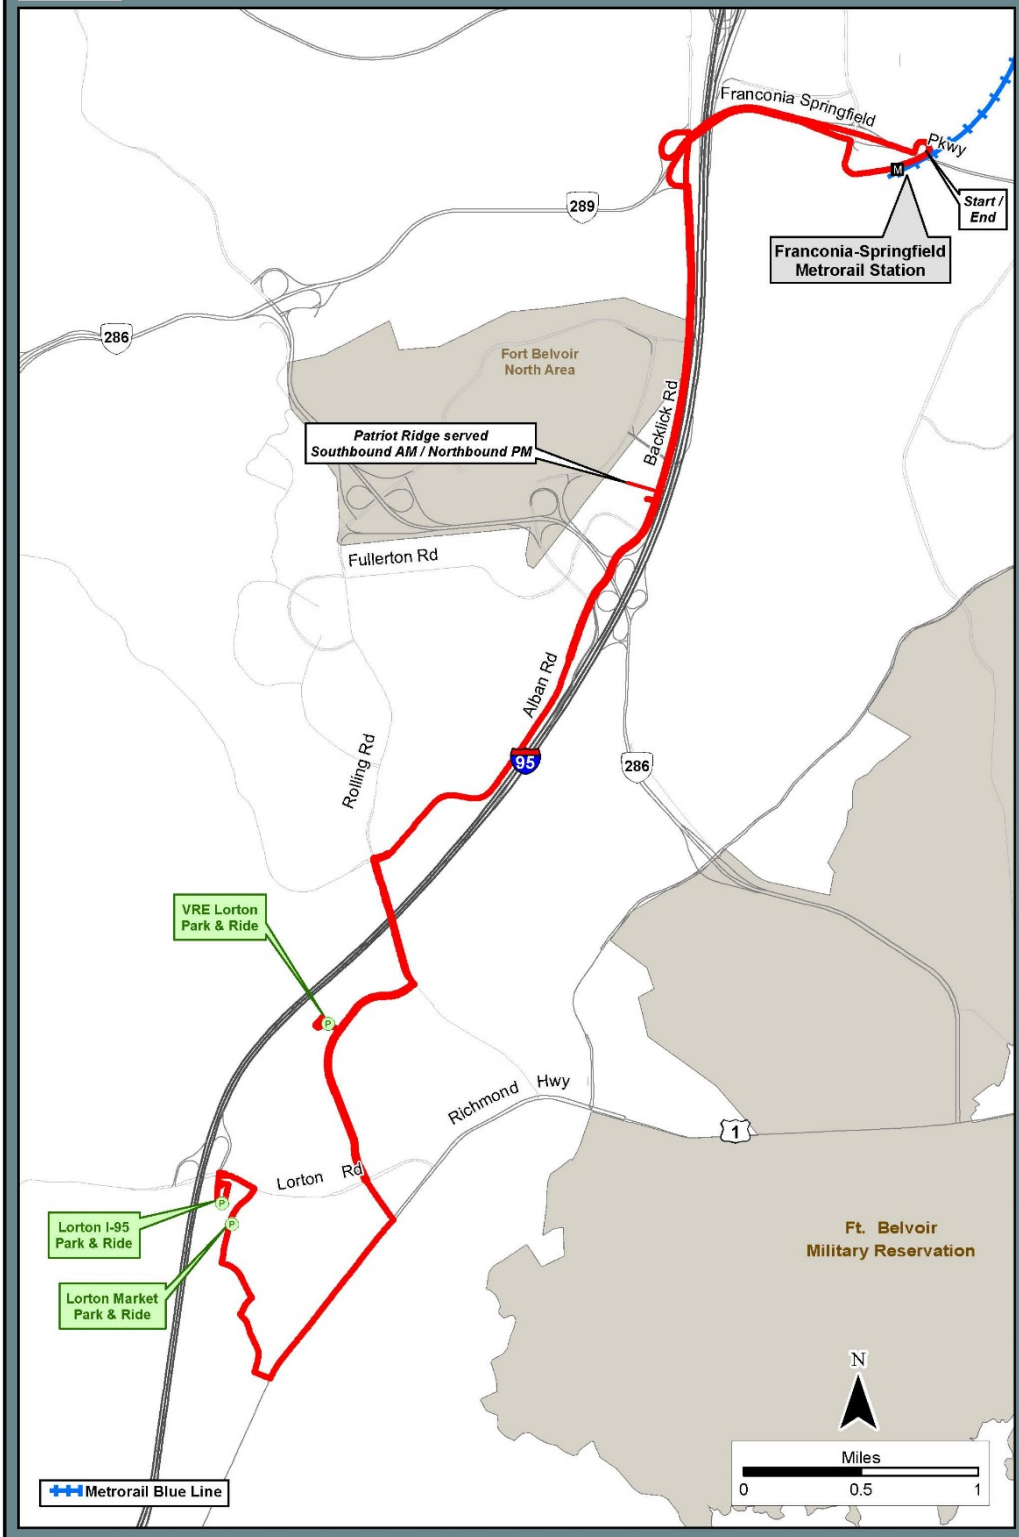 Franconia Springfield
Pkwy
M
Start /
End
289
Franconia-Springfield
Metrorail Station
286
Fort Belvoir
North Area
Backlick Rd
Patriot Ridge served
Southbound AM / Northbound PM
Fullerton Rd
Alban Rd
Rolling Rd
95
286
VRE Lorton
Park & Ride
P
Richmond Hwy
1
Lorton Rd
P
Lorton I-95
Park & Ride
P
Ft. Belvoir
Military Reservation
Lorton Market
Park & Ride
N
Miles
0 0.5 1
Metrorail Blue Line